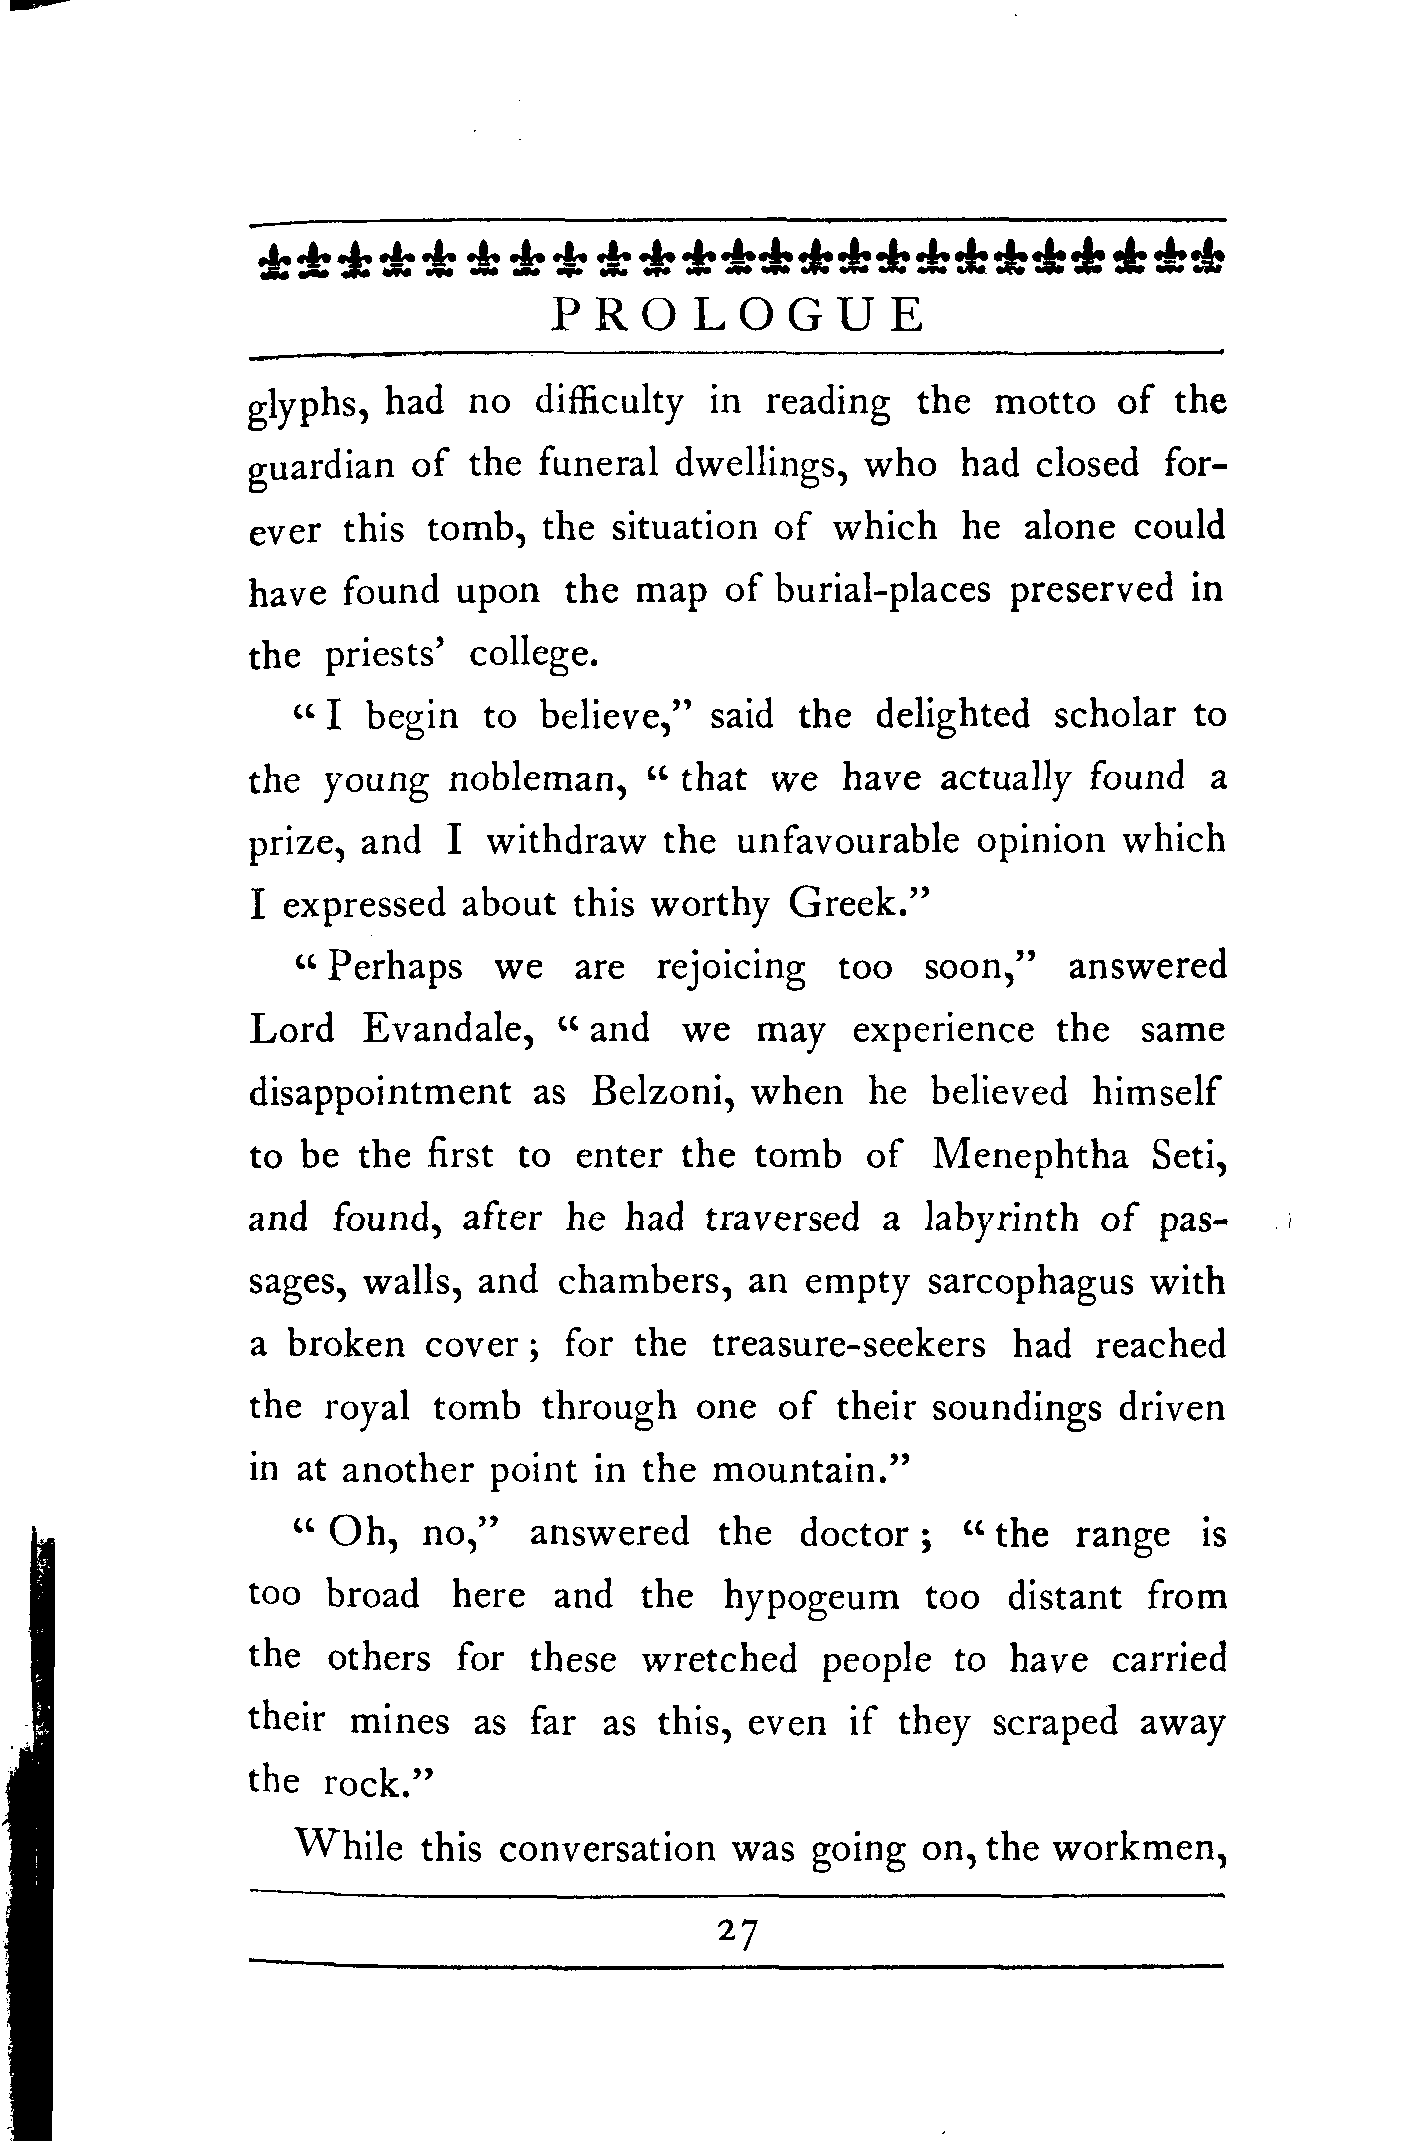 PROLOGUE
glyphs, had no difficulty in reading the motto of the
guardian of the funeral dwellings, who had closed for-
ever this tomb, the situation of which he alone could
have found upon the map of burial-places preserved in
the priests' college.
“I begin to believe,” said the delighted scholar to
the young nobleman, “that we have actually found a
prize, and I withdraw the unfavourable opinion which
I expressed about this worthy Greek.”
“Perhaps we are rejoicing too soon,” answered
Lord Evandale, “and we may experience the same
disappointment as Belzoni, when he believed himself
to be the first to enter the tomb of Menephtha Seti,
and found, after he had traversed a labyrinth of pas-
sages, walls, and chambers, an empty sarcophagus with
a broken cover; for the treasure-seekers had reached
the royal tomb through one of their soundings driven
in at another point in the mountain.”
“Oh, no,” answered the doctor; “the range is
too broad here and the hypogeum too distant from
the others for these wretched people to have carried
their mines as far as this, even if they scraped away
the rock.”
While this conversation was going on, the workmen,
27